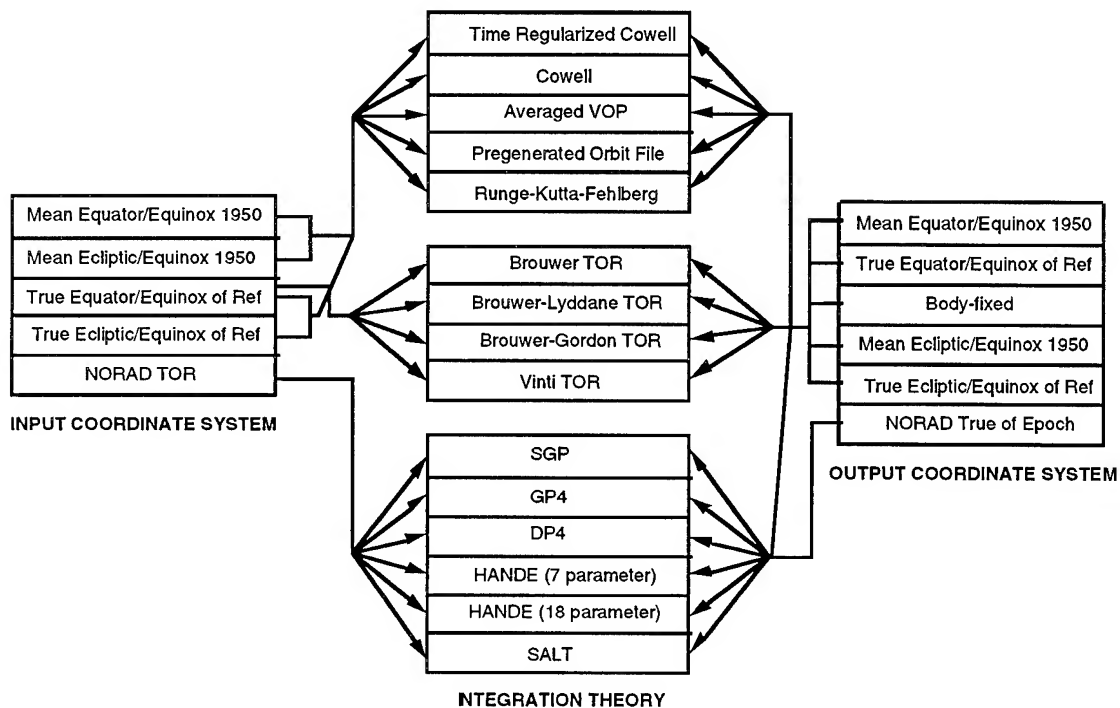 Time Regularized Cowell
Cowell
Averaged VOP
Pregenerated Orbit File
Runge-Kutta-Fehlberg
Mean Equator/Equinox 1950
Mean Ecliptic/Equinox 1950
True Equator/Equinox of Ref
True Ecliptic/Equinox of Ref
NORAD TOR
INPUT COORDINATE SYSTEM
Brouwer TOR
Brouwer-Lyddane TOR
Brouwer-Gordon TOR
Vinti TOR
SGP
GP4
DP4
HANDE (7 parameter)
HANDE (18 parameter)
SALT
INTEGRATION THEORY
Mean Equator/Equinox 1950
True Equator/Equinox of Ref
Body-fixed
Mean Ecliptic/Equinox 1950
True Ecliptic/Equinox of Ref
NORAD True of Epoch
OUTPUT COORDINATE SYSTEM